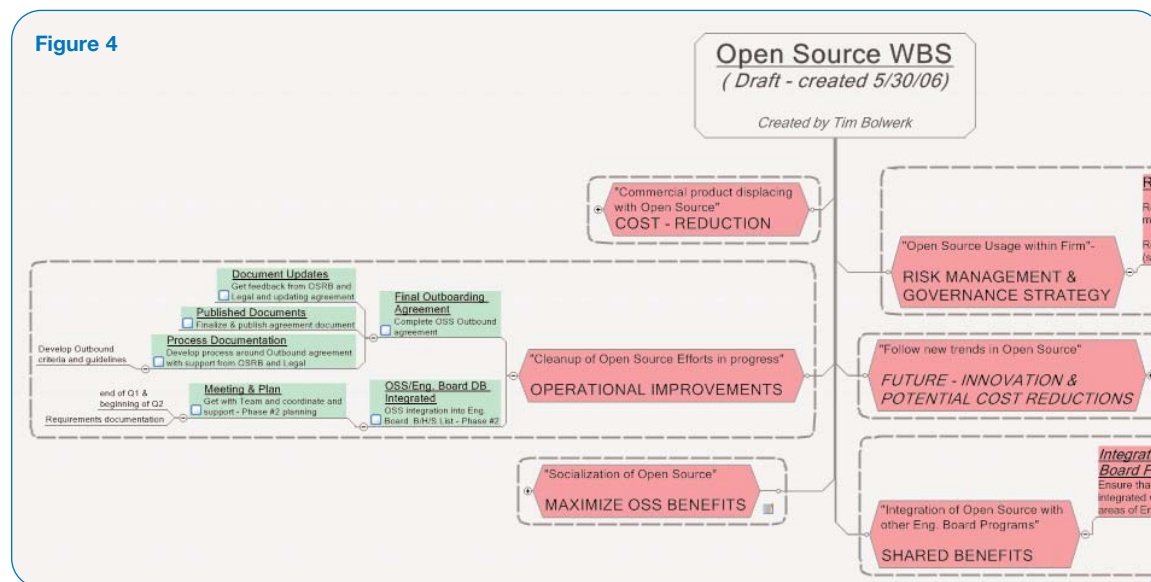 Figure 4
Open Source WBS
( Draft - created 5/30/06)
Created by Tim Bolwerk
"Commercial product displacing
with Open Source"
COST - REDUCTION
Document Updates
Get feedback from OSRB and
Legal and updating agreement
Published Documents
Finalize & publish agreement document
Process Documentation
Develop process around Outbound agreement
with support from OSRB and Legal
Develop Outbound
criteria and guidelines
Final Outboarding
Agreement
Complete OSS Outbound
agreement
Meeting & Plan
Get with Team and coordinate and
support - Phase #2 planning
end of Q1 &
beginning of Q2
Requirements documentation
OSS/Eng. Board DB
Integrated
OSS integration into Eng.
Board B/H/S List - Phase #2
"Cleanup of Open Source Efforts in progress"
OPERATIONAL IMPROVEMENTS
"Socialization of Open Source"
MAXIMIZE OSS BENEFITS
"Open Source Usage within Firm"-
RISK MANAGEMENT &
GOVERNANCE STRATEGY
"Follow new trends in Open Source"
FUTURE - INNOVATION &
POTENTIAL COST REDUCTIONS
"Integration of Open Source with
other Eng. Board Programs"
SHARED BENEFITS
Board
Ensure
integrated
areas of